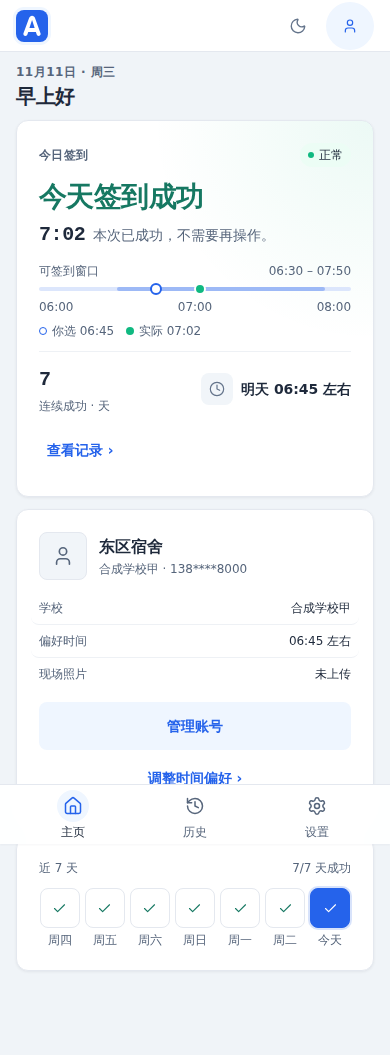 A
11月11日 · 周三
早上好
今日签到
正常
今天签到成功
7:02 本次已成功，不需要再操作。
可签到窗口 06:30 – 07:50
06:00 07:00 08:00
你选 06:45 实际 07:02
7
连续成功 · 天
明天 06:45 左右
查看记录 ›
东区宿舍
合成学校甲 · 138****8000
学校 合成学校甲
偏好时间 06:45 左右
现场照片 未上传
管理账号
调整时间偏好 ›
主页 历史 设置
近 7 天 7/7 天成功
周四 周五 周六 周日 周一 周二 今天